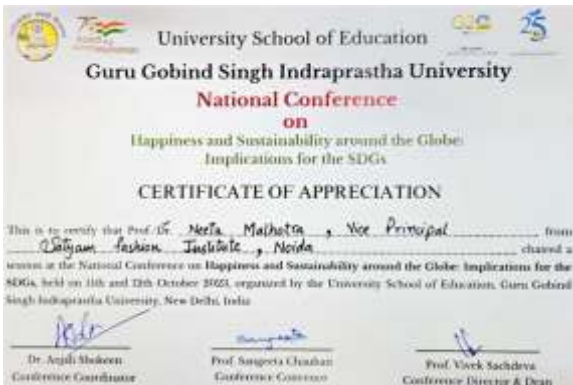 University School of Education
Guru Gobind Singh Indraprastha University
National Conference
on
Happiness and Sustainability around the Globe:
Implications for the SDGs
CERTIFICATE OF APPRECIATION
This is to certify that Prof. Dr. Neeta Malhotra, Vice Principal from
Satyam Fashion Institute, Noida chaired a
session at the National Conference on Happiness and Sustainability around the Globe: Implications for the
SDGs, held on 11th and 12th October 2023, organized by the University School of Education, Guru Gobind
Singh Indraprastha University, New Delhi, India
Dr. Anjali Shokeen
Conference Coordinator
Prof. Sangeeta Chauhan
Conference Convenor
Prof. Vivek Sachdeva
Conference Director & Dean